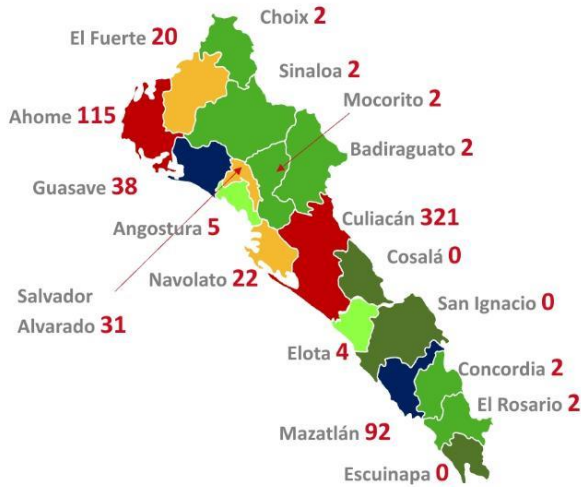 Choix 2
El Fuerte 20
Sinaloa 2
Mocorito 2
Ahome 115
Badiraguato 2
Guasave 38
Culiacán 321
Angostura 5
Cosalá 0
Navolato 22
Salvador
Alvarado 31
San Ignacio 0
Elota 4
Concordia 2
El Rosario 2
Mazatlán 92
Escuinapa 0